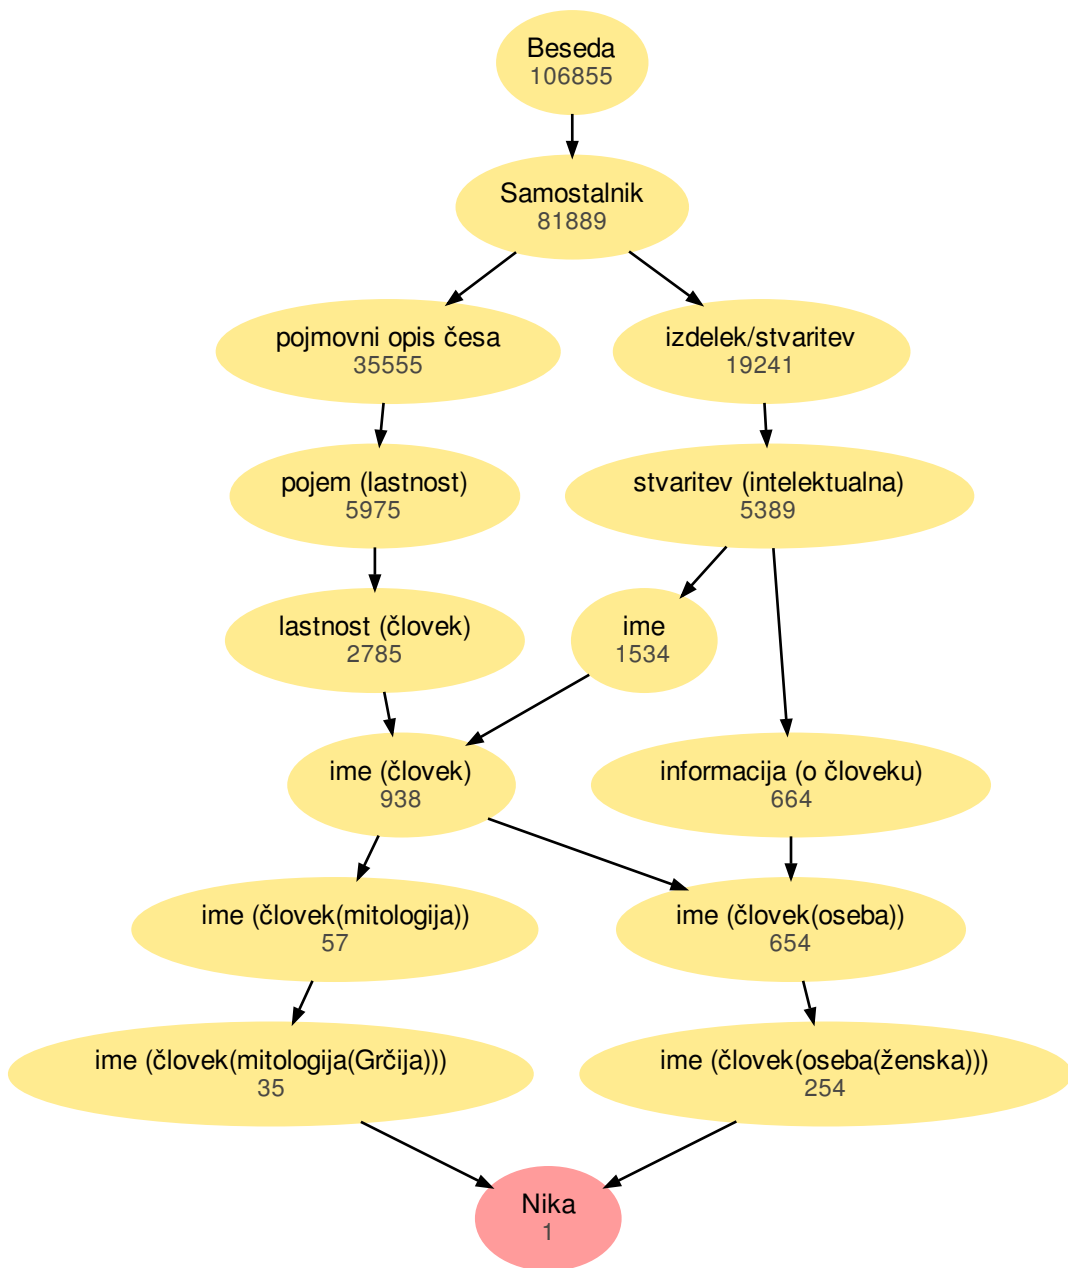 Beseda
106855
Samostalnik
81889
pojmovni opis česa
35555
izdelek/stvaritev
19241
pojem (lastnost)
5975
stvaritev (intelektualna)
5389
lastnost (človek)
2785
ime
1534
ime (človek)
938
informacija (o človeku)
664
ime (človek(mitologija))
57
ime (človek(oseba))
654
ime (človek(mitologija(Grčija)))
35
ime (človek(oseba(ženska)))
254
Nika
1